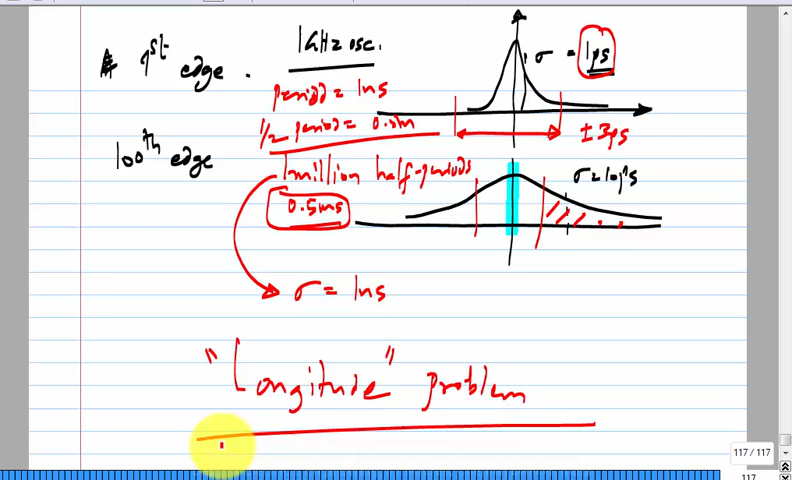 1st edge.
1GHz osc.
σ = 1ps
period = 1ns
1/2 period = 0.5ns
± 3ps
100th edge
1 million half-periods
σ = 10ps
0.5ms
σ = 1ns
"Longitude" problem
117 / 117
117